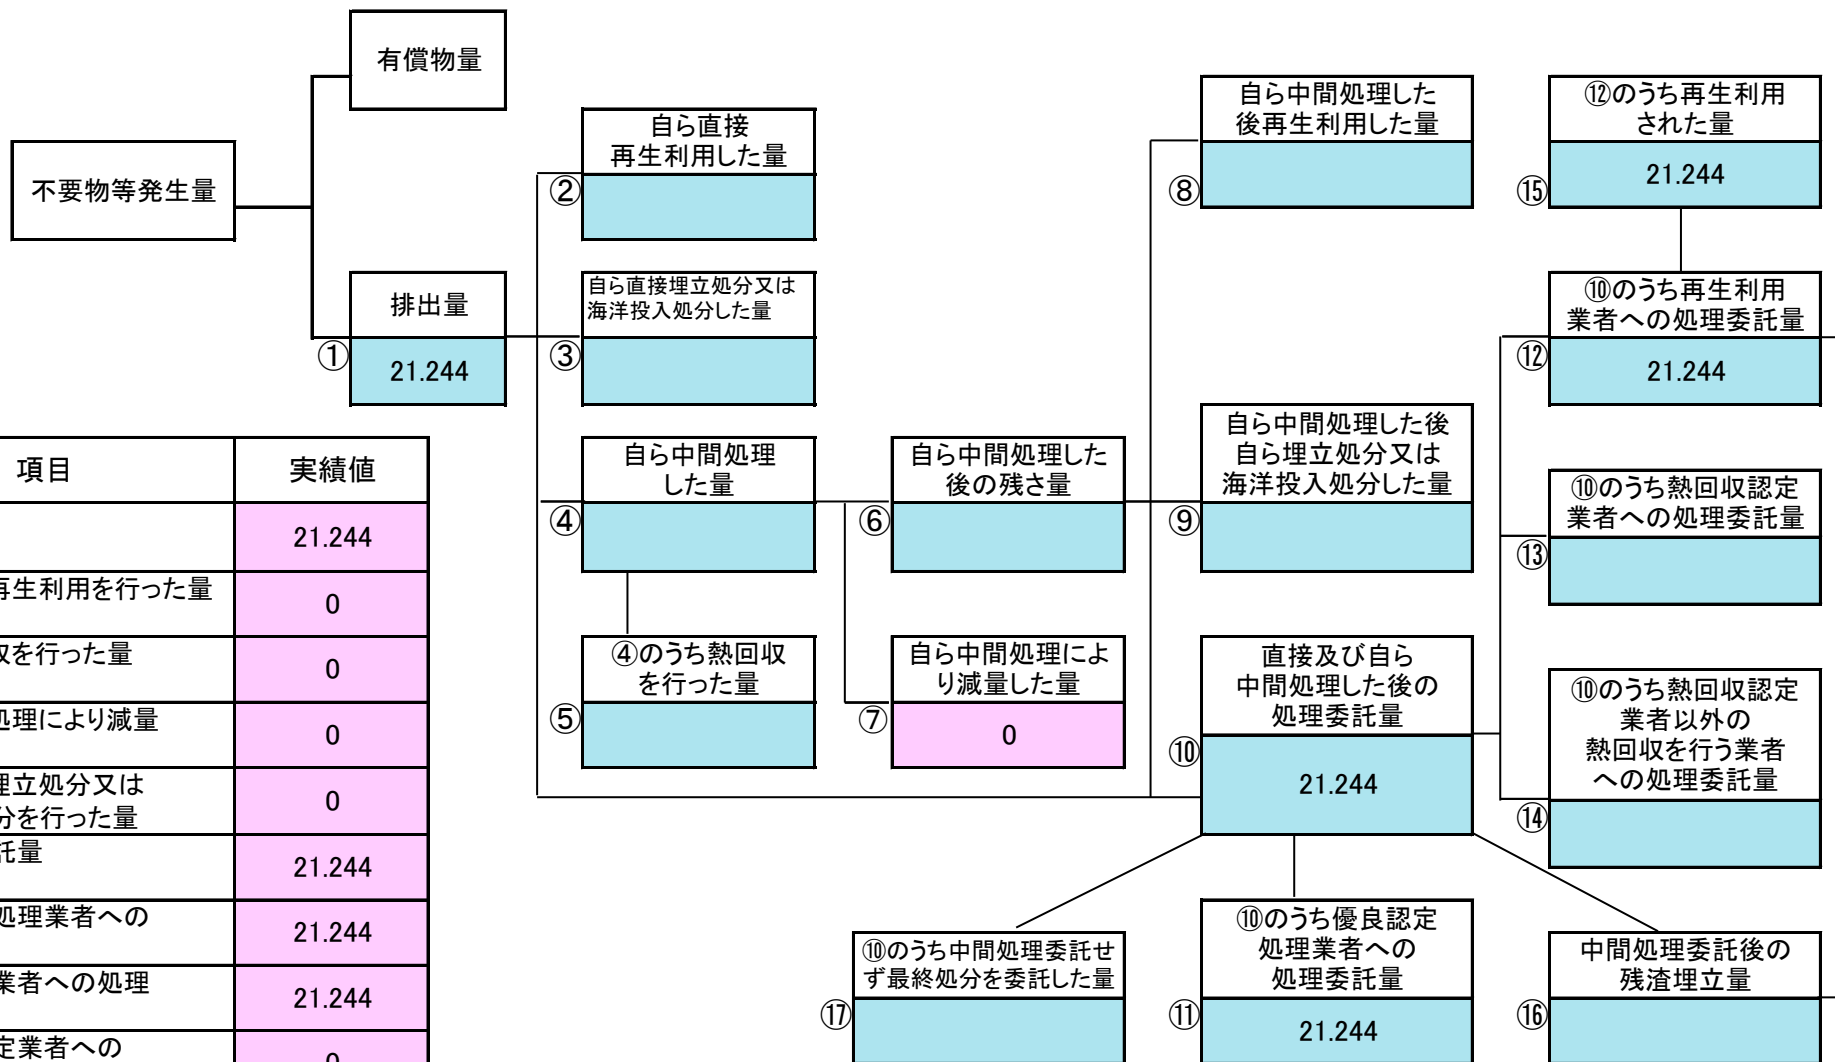 有償物量
不要物等発生量
排出量
①
21.244
自ら直接
再生利用した量
②
自ら直接埋立処分又は
海洋投入処分した量
③
自ら中間処理
した量
④
④のうち熱回収
を行った量
⑤
自ら中間処理した
後の残さ量
⑥
自ら中間処理によ
り減量した量
⑦
0
自ら中間処理した
後再生利用した量
⑧
自ら中間処理した後
自ら埋立処分又は
海洋投入処分した量
⑨
直接及び自ら
中間処理した後の
処理委託量
⑩
21.244
⑫のうち再生利用
された量
⑮
21.244
⑩のうち再生利用
業者への処理委託量
⑫
21.244
⑩のうち熱回収認定
業者への処理委託量
⑬
⑩のうち熱回収認定
業者以外の
熱回収を行う業者
への処理委託量
⑭
⑩のうち中間処理委託せ
ず最終処分を委託した量
⑰
⑩のうち優良認定
処理業者への
処理委託量
⑪
21.244
中間処理委託後の
残渣埋立量
⑯
項目 実績値
21.244
再生利用を行った量 0
を行った量 0
処理により減量 0
埋立処分又は
分を行った量 0
託量 21.244
処理業者への 21.244
業者への処理 21.244
定業者への 0